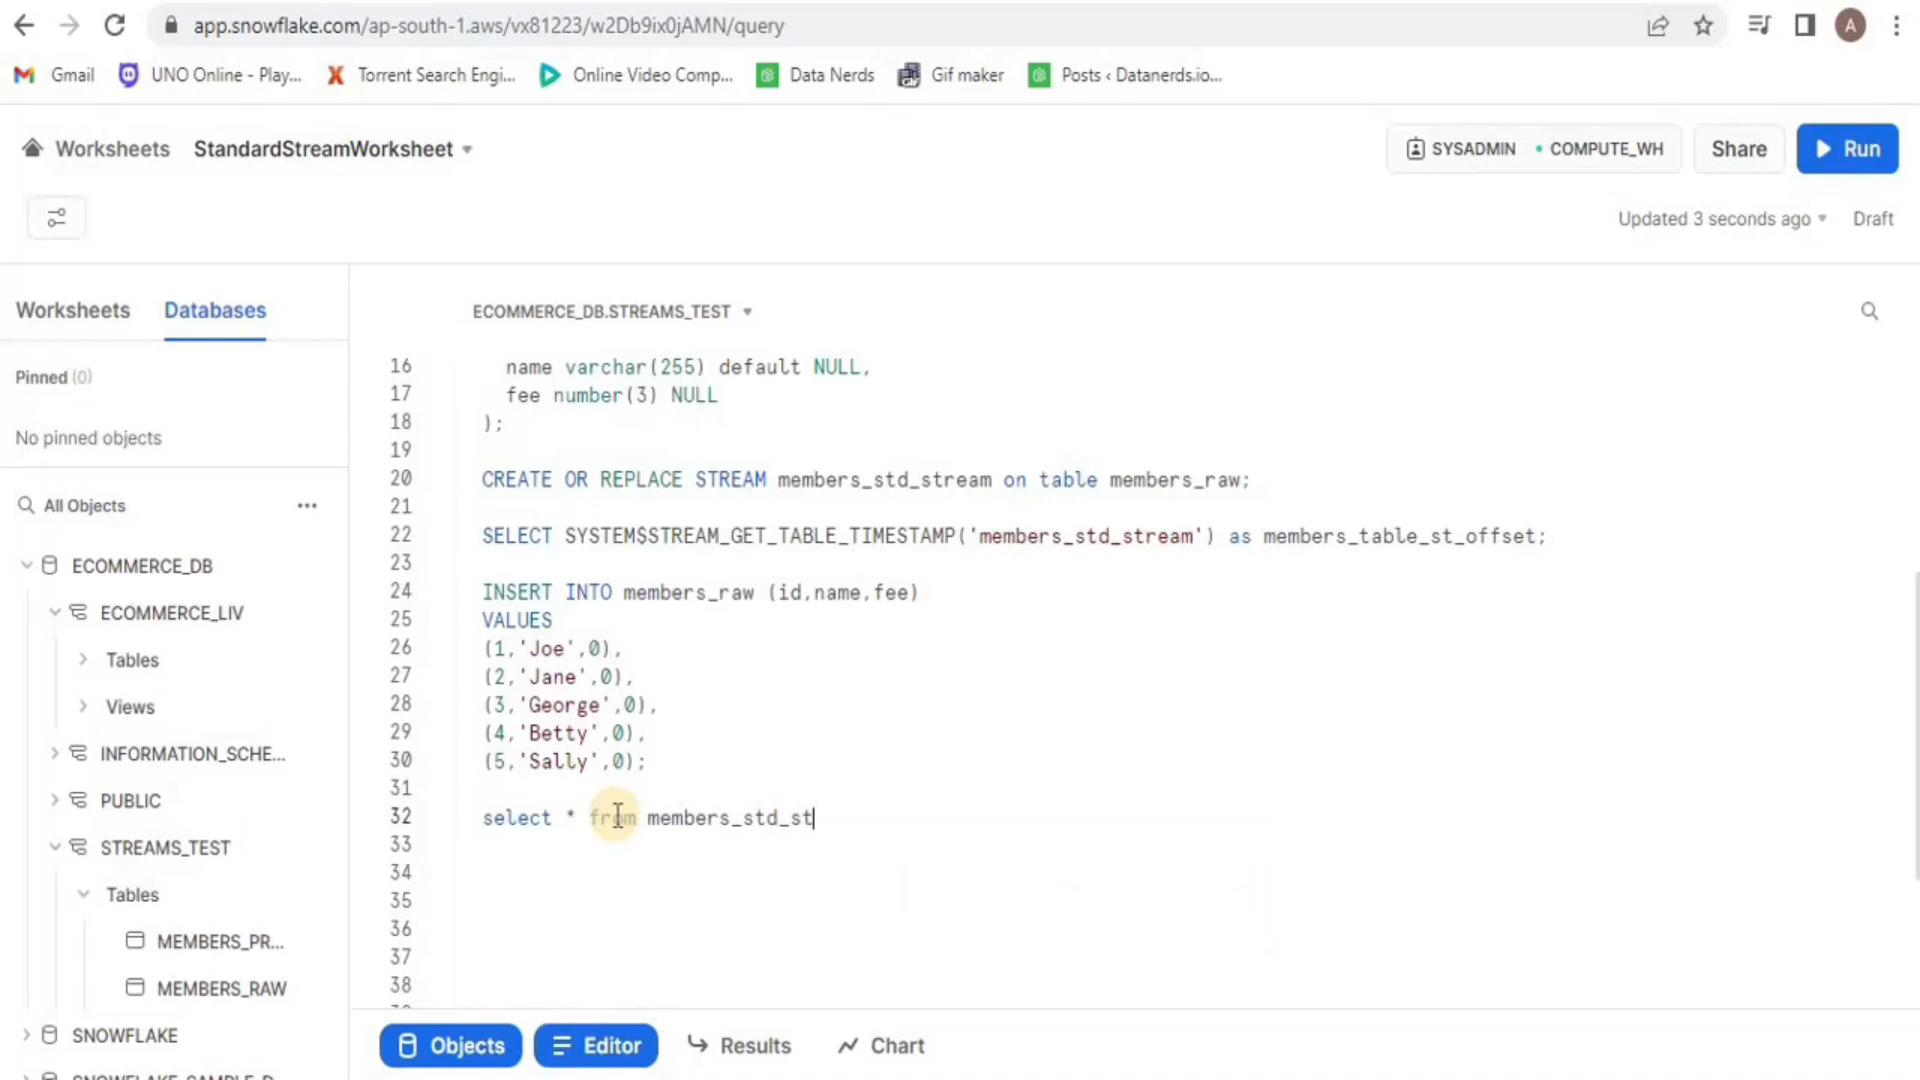 app.snowflake.com/ap-south-1.aws/vx81223/w2Db9ix0jAMN/query
A
Gmail
UNO Online - Play...
Torrent Search Engi...
Online Video Comp...
Data Nerds
Gif maker
Posts ‹ Datanerds.io...
Worksheets
StandardStreamWorksheet
SYSADMIN
COMPUTE_WH
Share
Run
Updated 3 seconds ago
Draft
Worksheets
Databases
Pinned (0)
No pinned objects
All Objects
ECOMMERCE_DB
ECOMMERCE_LIV
Tables
Views
INFORMATION_SCHE...
PUBLIC
STREAMS_TEST
Tables
MEMBERS_PR...
MEMBERS_RAW
SNOWFLAKE
SNOWFLAKE_SAMPLE_D
ECOMMERCE_DB.STREAMS_TEST
16 name varchar(255) default NULL,
17 fee number(3) NULL
18 );
19
20 CREATE OR REPLACE STREAM members_std_stream on table members_raw;
21
22 SELECT SYSTEM$STREAM_GET_TABLE_TIMESTAMP('members_std_stream') as members_table_st_offset;
23
24 INSERT INTO members_raw (id,name,fee)
25 VALUES
26 (1,'Joe',0),
27 (2,'Jane',0),
28 (3,'George',0),
29 (4,'Betty',0),
30 (5,'Sally',0);
31
32 select * from members_std_st
33
34
35
36
37
38
Objects
Editor
Results
Chart